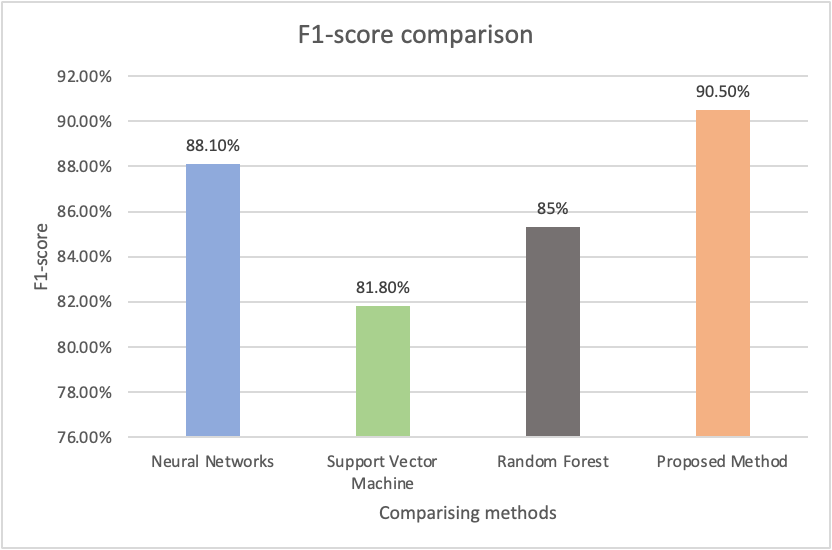 F1-score comparison
92.00%
90.00%
88.00%
86.00%
84.00%
82.00%
80.00%
78.00%
76.00%
F1-score
88.10%
81.80%
85%
90.50%
Neural Networks
Support Vector
Machine
Random Forest
Proposed Method
Comparising methods